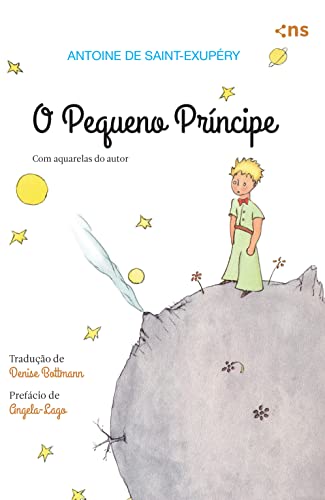 ns
ANTOINE DE SAINT-EXUPÉRY
O Pequeno Príncipe
Com aquarelas do autor
Tradução de
Denise Bottmann
Prefácio de
Angela-Lago